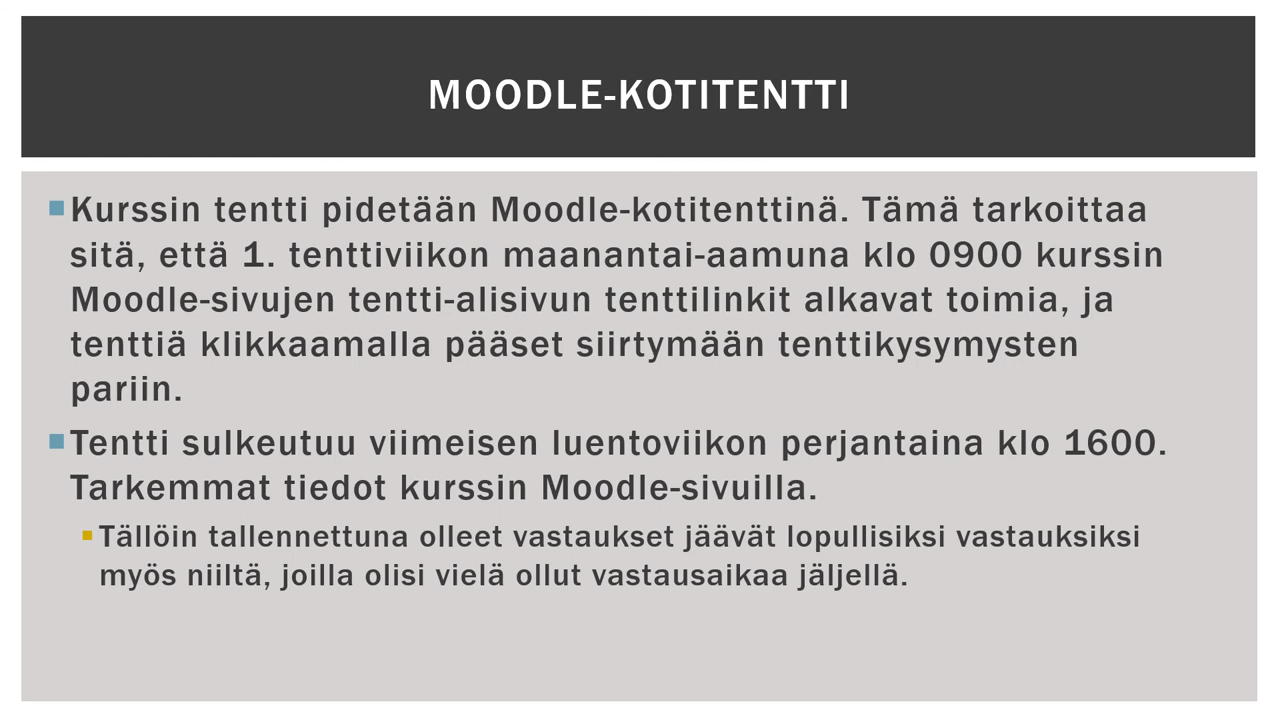 MOODLE-KOTITENTTI
Kurssin tentti pidetään Moodle-kotitenttinä. Tämä tarkoittaa
sitä, että 1. tenttiviikon maanantai-aamuna klo 0900 kurssin
Moodle-sivujen tentti-alisivun tenttilinkit alkavat toimia, ja
tenttiä klikkaamalla pääset siirtymään tenttikysymysten
pariin.
Tentti sulkeutuu viimeisen luentoviikon perjantaina klo 1600.
Tarkemmat tiedot kurssin Moodle-sivuilla.
Tällöin tallennettuna olleet vastaukset jäävät lopullisiksi vastauksiksi
myös niiltä, joilla olisi vielä ollut vastausaikaa jäljellä.